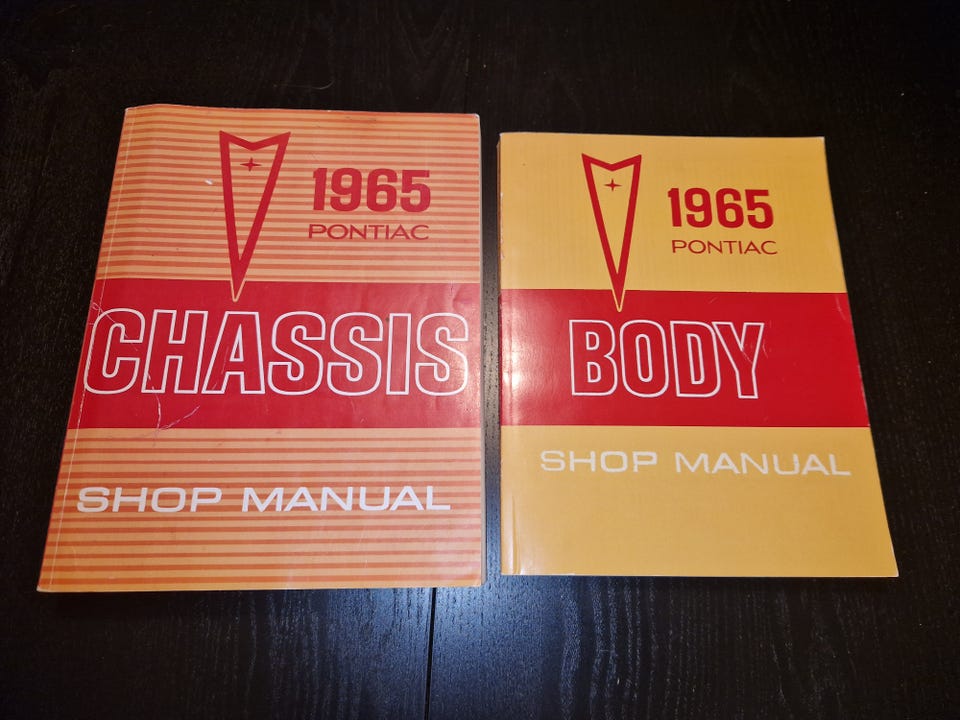 1965
PONTIAC
CHASSIS
SHOP MANUAL
1965
PONTIAC
BODY
SHOP MANUAL